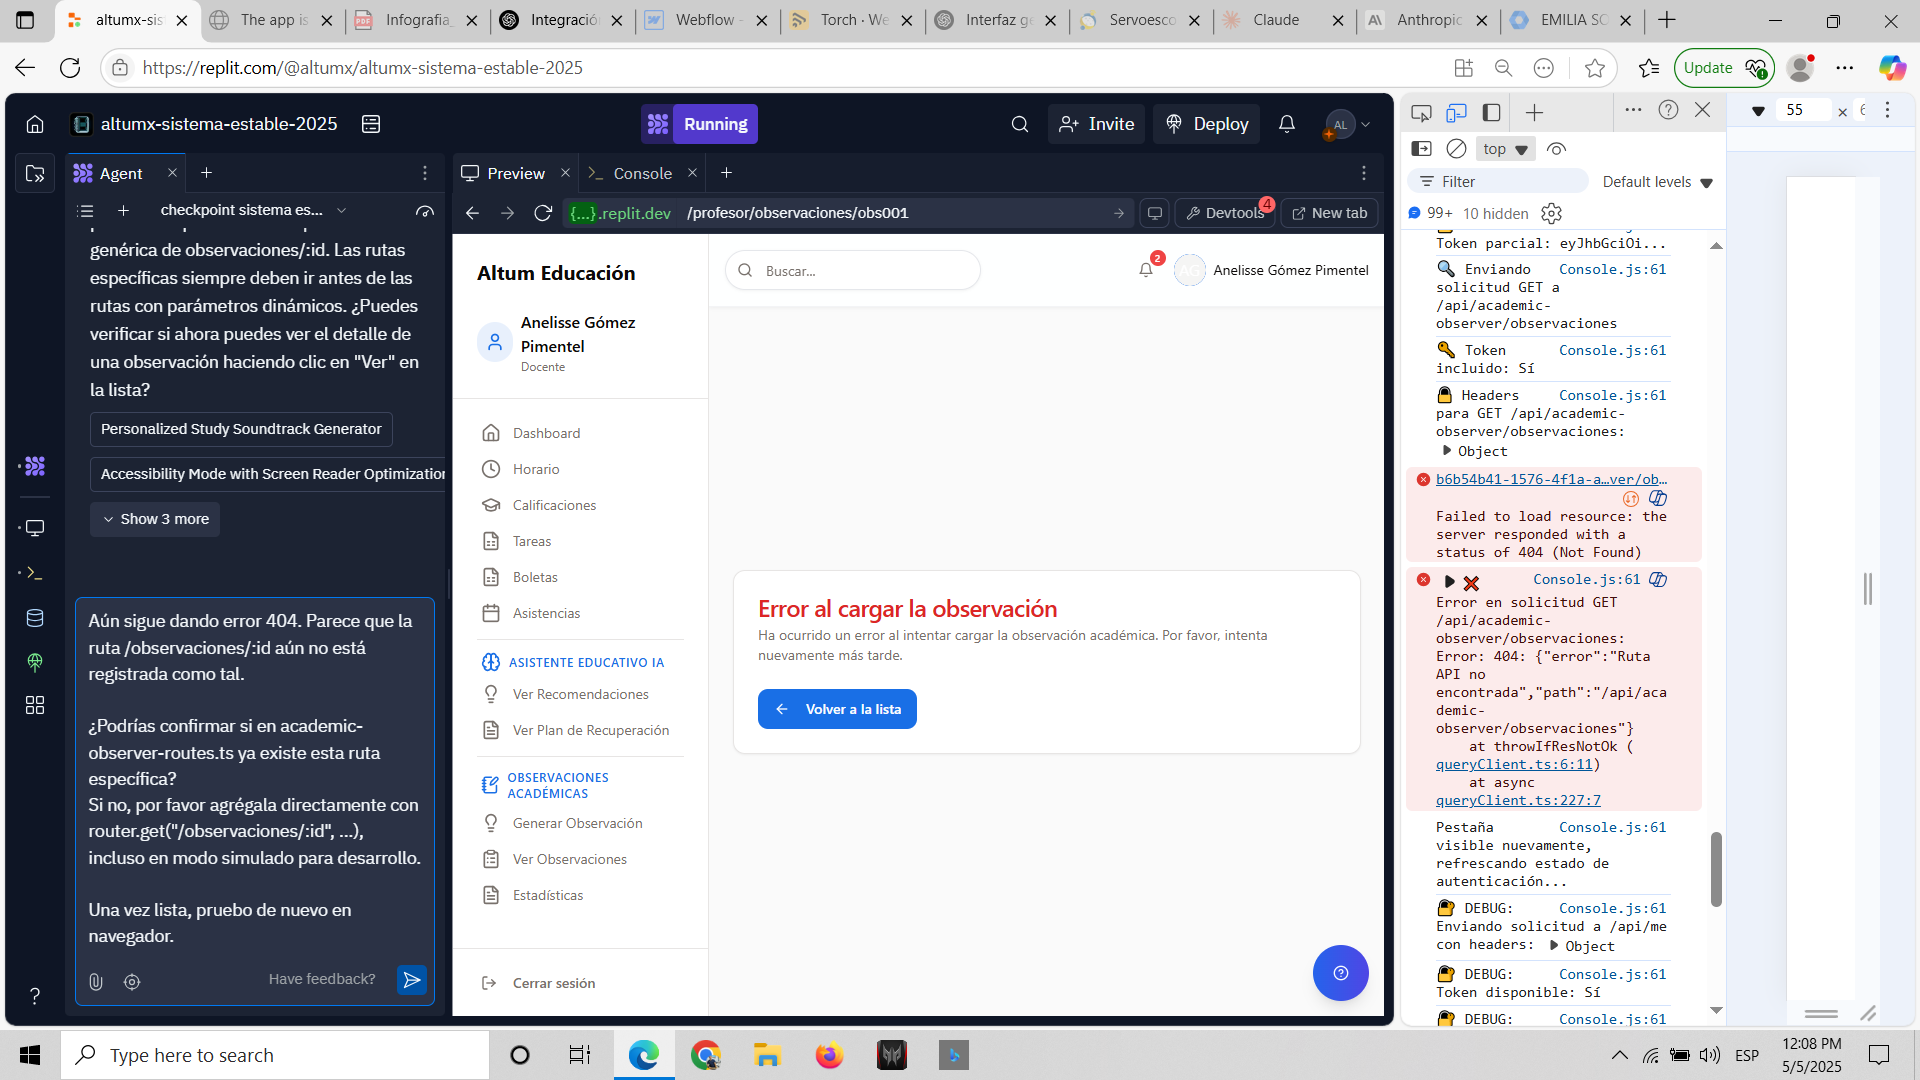 altumx-sis
The app is
Infografia_
Integración
Webflow -
Torch · We
Interfaz ge
Servoesco
Claude
Anthropic
EMILIA SC
https://replit.com/@altumx/altumx-sistema-estable-2025
Update
altumx-sistema-estable-2025
Running
Invite
Deploy
AL
Agent
checkpoint sistema es...
genérica de observaciones/:id. Las rutas
específicas siempre deben ir antes de las
rutas con parámetros dinámicos. ¿Puedes
verificar si ahora puedes ver el detalle de
una observación haciendo clic en "Ver" en
la lista?
Personalized Study Soundtrack Generator
Accessibility Mode with Screen Reader Optimization
Show 3 more
Aún sigue dando error 404. Parece que la
ruta /observaciones/:id aún no está
registrada como tal.
¿Podrías confirmar si en academic-
observer-routes.ts ya existe esta ruta
específica?
Si no, por favor agrégala directamente con
router.get("/observaciones/:id", ...),
incluso en modo simulado para desarrollo.
Una vez lista, pruebo de nuevo en
navegador.
Have feedback?
Preview
Console
{...}.replit.dev /profesor/observaciones/obs001
Devtools
4
New tab
Altum Educación
Anelisse Gómez
Pimentel
Docente
Dashboard
Horario
Calificaciones
Tareas
Boletas
Asistencias
ASISTENTE EDUCATIVO IA
Ver Recomendaciones
Ver Plan de Recuperación
OBSERVACIONES
ACADÉMICAS
Generar Observación
Ver Observaciones
Estadísticas
Cerrar sesión
Buscar...
2
AG
Anelisse Gómez Pimentel
Error al cargar la observación
Ha ocurrido un error al intentar cargar la observación académica. Por favor, intenta
nuevamente más tarde.
Volver a la lista
top
Filter
Default levels
99+
10 hidden
Token parcial: eyJhbGciOi...
Enviando Console.js:61
solicitud GET a
/api/academic-
observer/observaciones
Token Console.js:61
incluido: Sí
Headers Console.js:61
para GET /api/academic-
observer/observaciones:
Object
b6b54b41-1576-4f1a-a…ver/ob…
Failed to load resource: the
server responded with a
status of 404 (Not Found)
Console.js:61
Error en solicitud GET
/api/academic-
observer/observaciones:
Error: 404: {"error":"Ruta
API no
encontrada","path":"/api/aca
demic-
observer/observaciones"}
at throwIfResNotOk (
queryClient.ts:6:11)
at async
queryClient.ts:227:7
Pestaña Console.js:61
visible nuevamente,
refrescando estado de
autenticación...
DEBUG: Console.js:61
Enviando solicitud a /api/me
con headers: Object
DEBUG: Console.js:61
Token disponible: Sí
DEBUG: Console.js:61
55
×
Type here to search
ESP
12:08 PM
5/5/2025